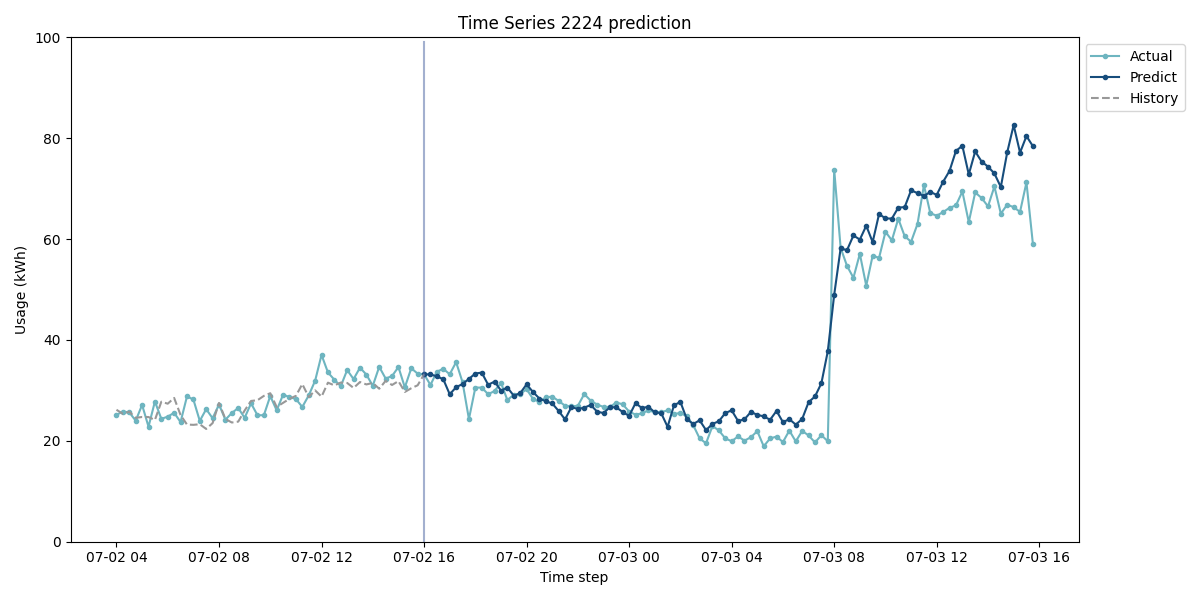 Time Series 2224 prediction
100
80
60
40
20
0
Usage (kWh)
07-02 04
07-02 08
07-02 12
07-02 16
07-02 20
07-03 00
07-03 04
07-03 08
07-03 12
07-03 16
Time step
Actual
Predict
History